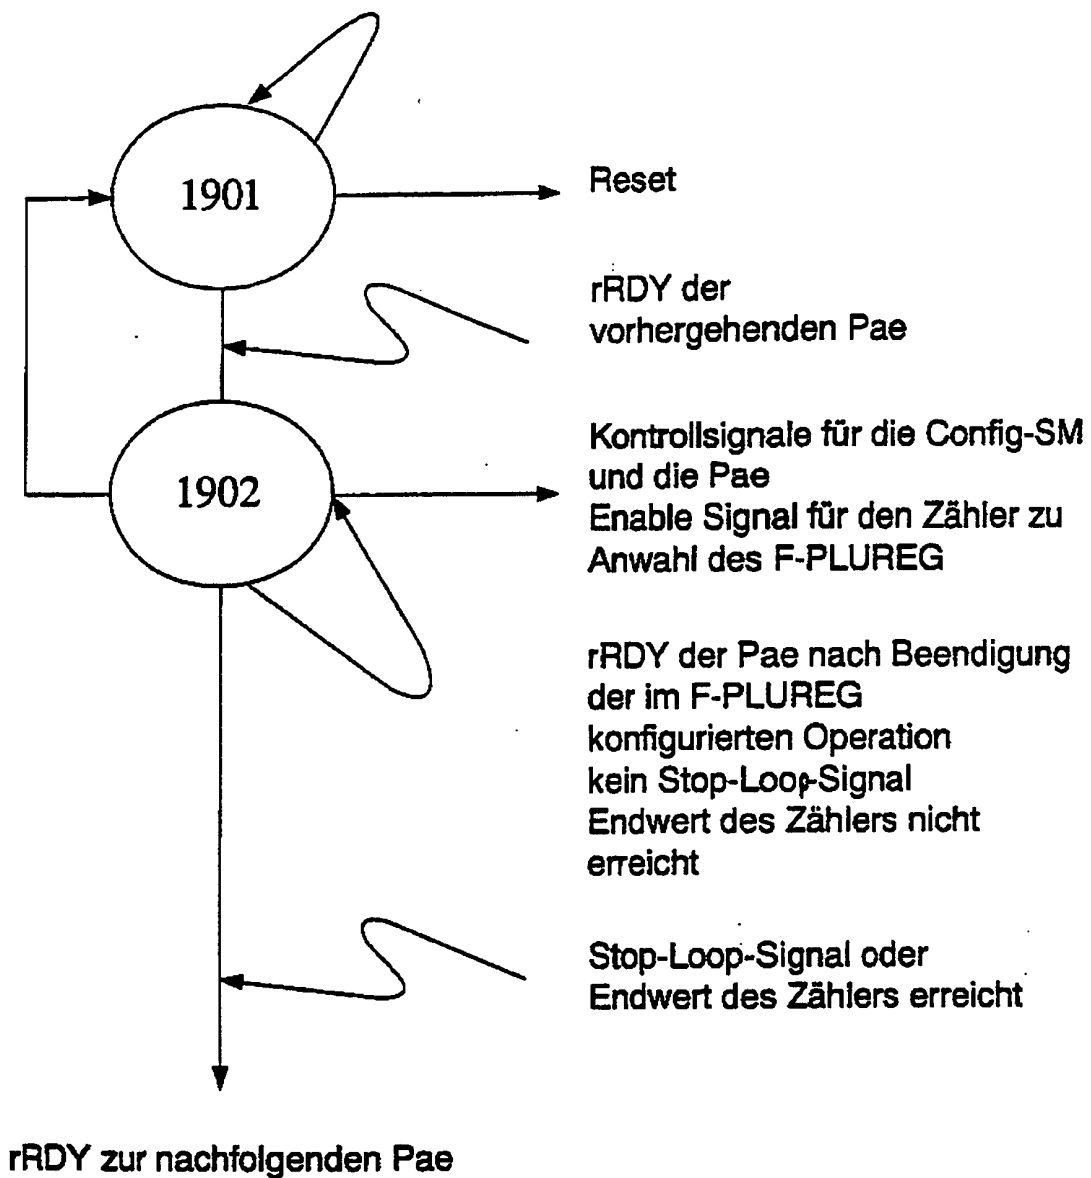 1901
Reset
rRDY der
vorhergehenden Pae
1902
Kontrollsignale für die Config-SM
und die Pae
Enable Signal für den Zähler zu
Anwahl des F-PLUREG
rRDY der Pae nach Beendigung
der im F-PLUREG
konfigurierten Operation
kein Stop-Loop-Signal
Endwert des Zählers nicht
erreicht
Stop-Loop-Signal oder
Endwert des Zählers erreicht
rRDY zur nachfolgenden Pae